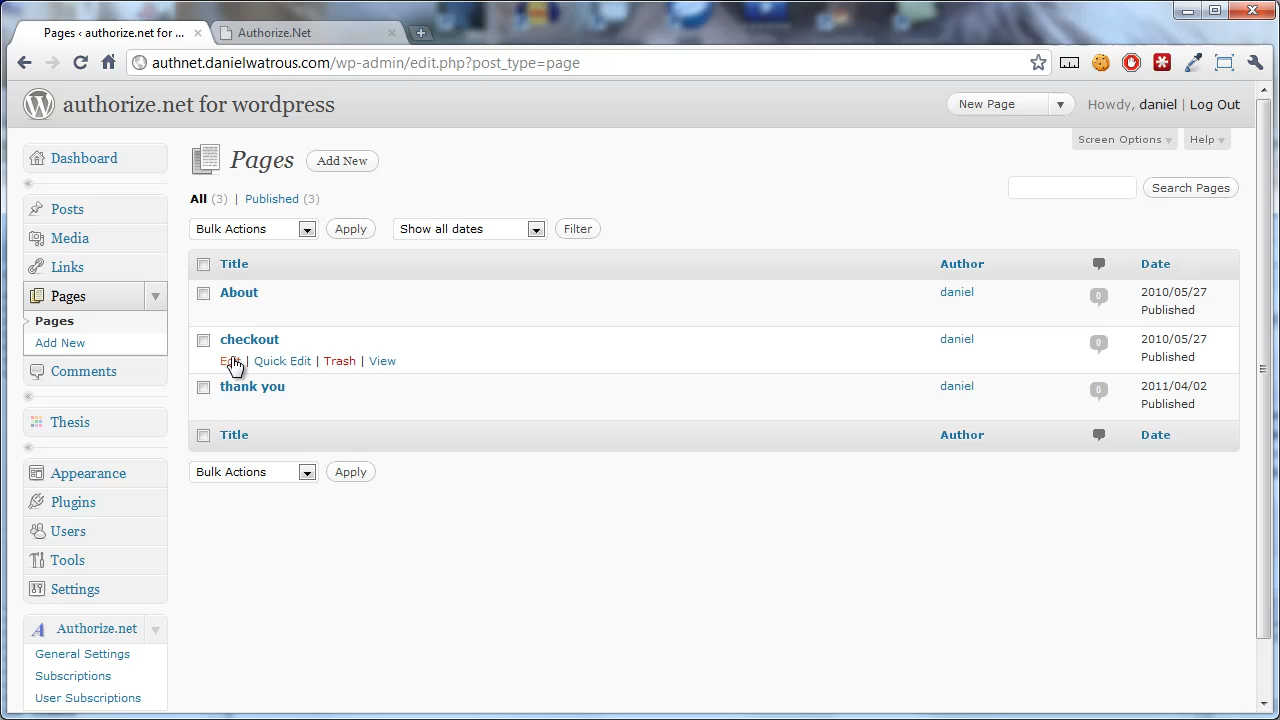 Pages ‹ authorize.net for ...
Authorize.Net
authnet.danielwatrous.com/wp-admin/edit.php?post_type=page
authorize.net for wordpress
New Page
Howdy, daniel | Log Out
Screen Options
Help
Dashboard
Posts
Media
Links
Pages
Pages
Add New
Comments
Thesis
Appearance
Plugins
Users
Tools
Settings
Authorize.net
General Settings
Subscriptions
User Subscriptions
Pages
Add New
All (3) | Published (3)
Search Pages
Bulk Actions
Apply
Show all dates
Filter
Title Author Date
About daniel 0 2010/05/27
Published
checkout daniel 0 2010/05/27
Edit | Quick Edit | Trash | View Published
thank you daniel 0 2011/04/02
Published
Title Author Date
Bulk Actions
Apply